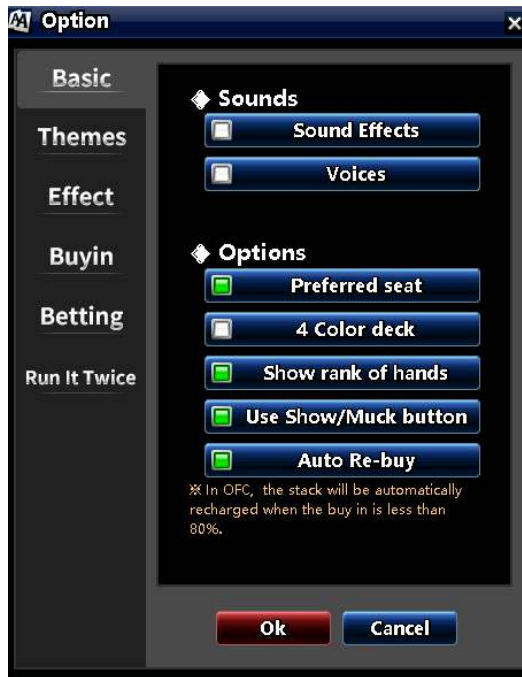 AA Option
Basic
Themes
Effect
Buyin
Betting
Run It Twice
Sounds
Sound Effects
Voices
Options
Preferred seat
4 Color deck
Show rank of hands
Use Show/Muck button
Auto Re-buy
※ In OFC, the stack will be automatically
recharged when the buy in is less than
80%.
Ok
Cancel